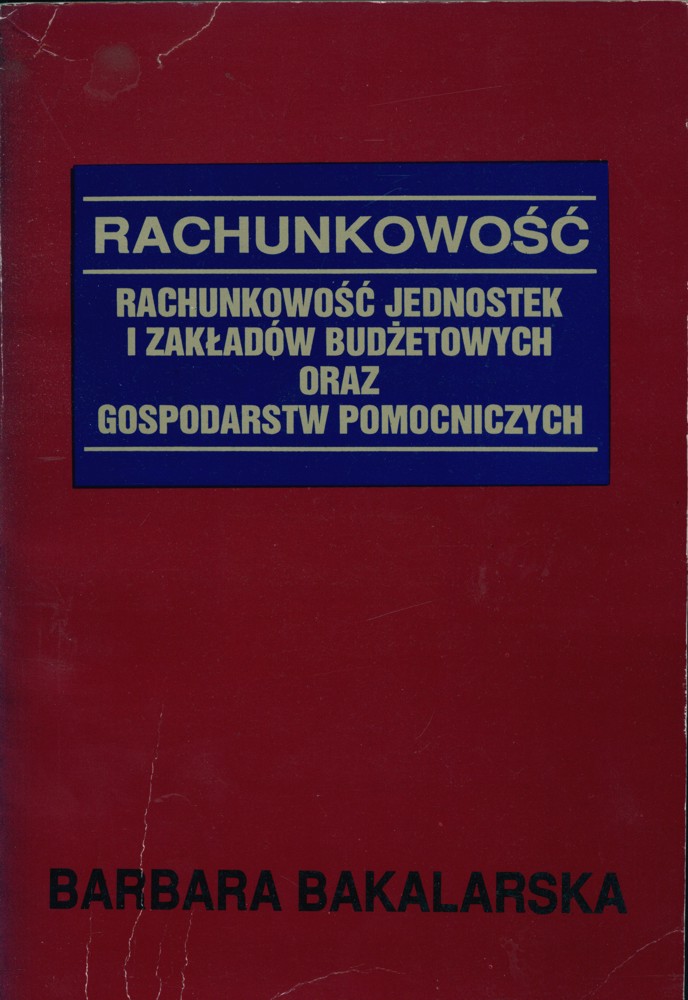 RACHUNKOWOŚĆ
RACHUNKOWOŚĆ JEDNOSTEK
I ZAKŁADÓW BUDŻETOWYCH
ORAZ
GOSPODARSTW POMOCNICZYCH
BARBARA BAKALARSKA